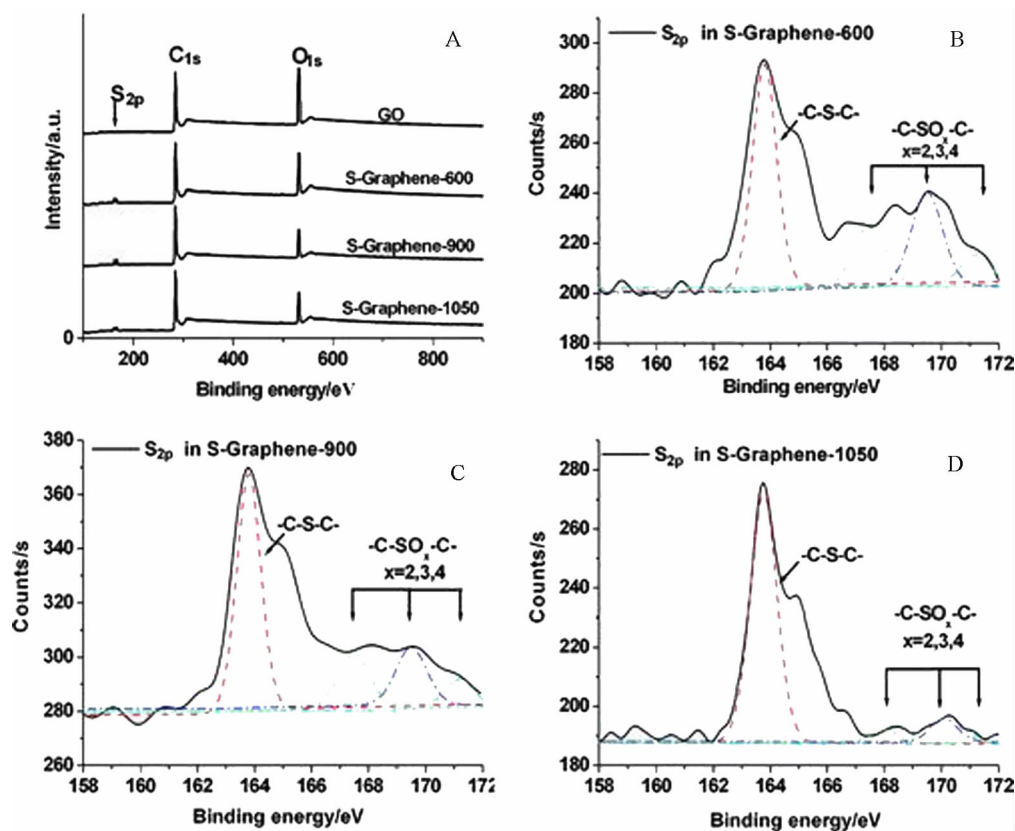 A
C1s
O1s
S2p
GO
S-Graphene-600
S-Graphene-900
S-Graphene-1050
Intensity/a.u.
0
200 400 600 800
Binding energy/eV
B
S2p in S-Graphene-600
-C-S-C-
-C-SOx-C-
x=2,3,4
Counts/s
300
280
260
240
220
200
180
158 160 162 164 166 168 170 172
Binding energy/eV
C
S2p in S-Graphene-900
-C-S-C-
-C-SOx-C-
x=2,3,4
Counts/s
380
360
340
320
300
280
260
158 160 162 164 166 168 170 172
Binding energy/eV
D
S2p in S-Graphene-1050
-C-S-C-
-C-SOx-C-
x=2,3,4
Counts/s
280
260
240
220
200
180
158 160 162 164 166 168 170 172
Binding energy/eV